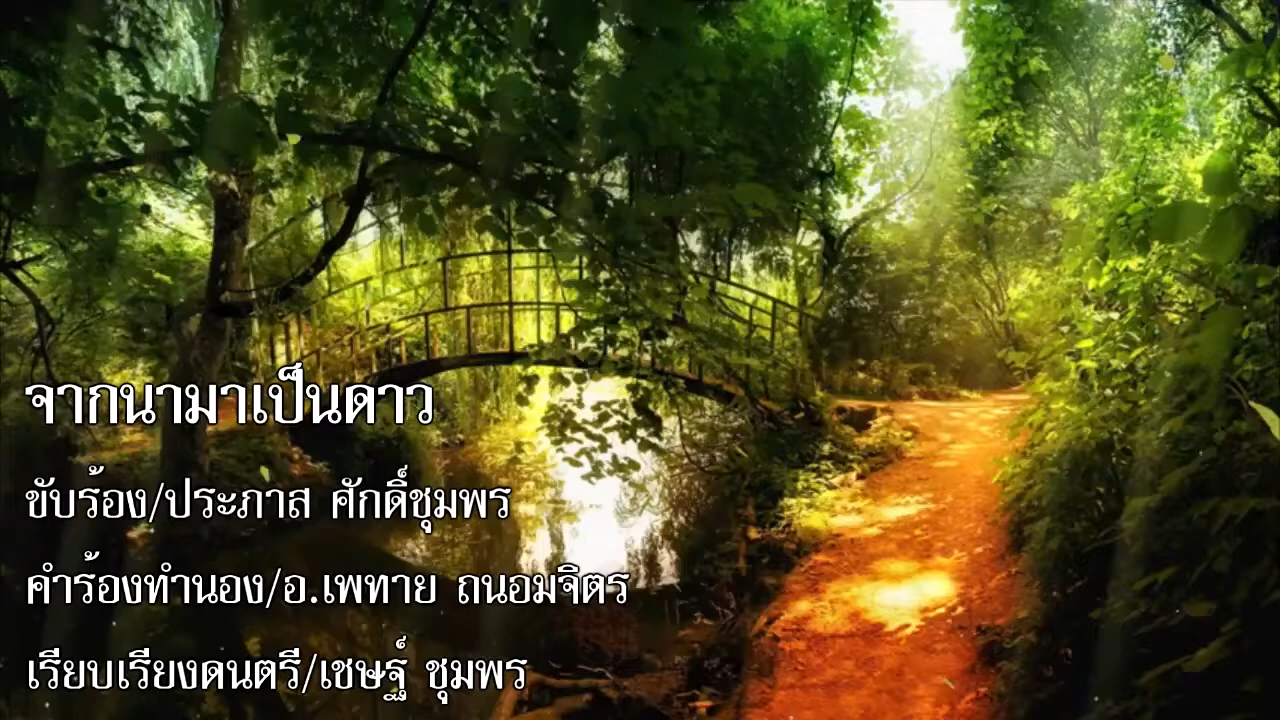 จากนามาเป็นดาว
ขับร้อง/ประภาส ศักดิ์ชุมพร
คำร้องทำนอง/อ.เพทาย ถนอมจิตร
เรียบเรียงดนตรี/เชษฐ์ ชุมพร